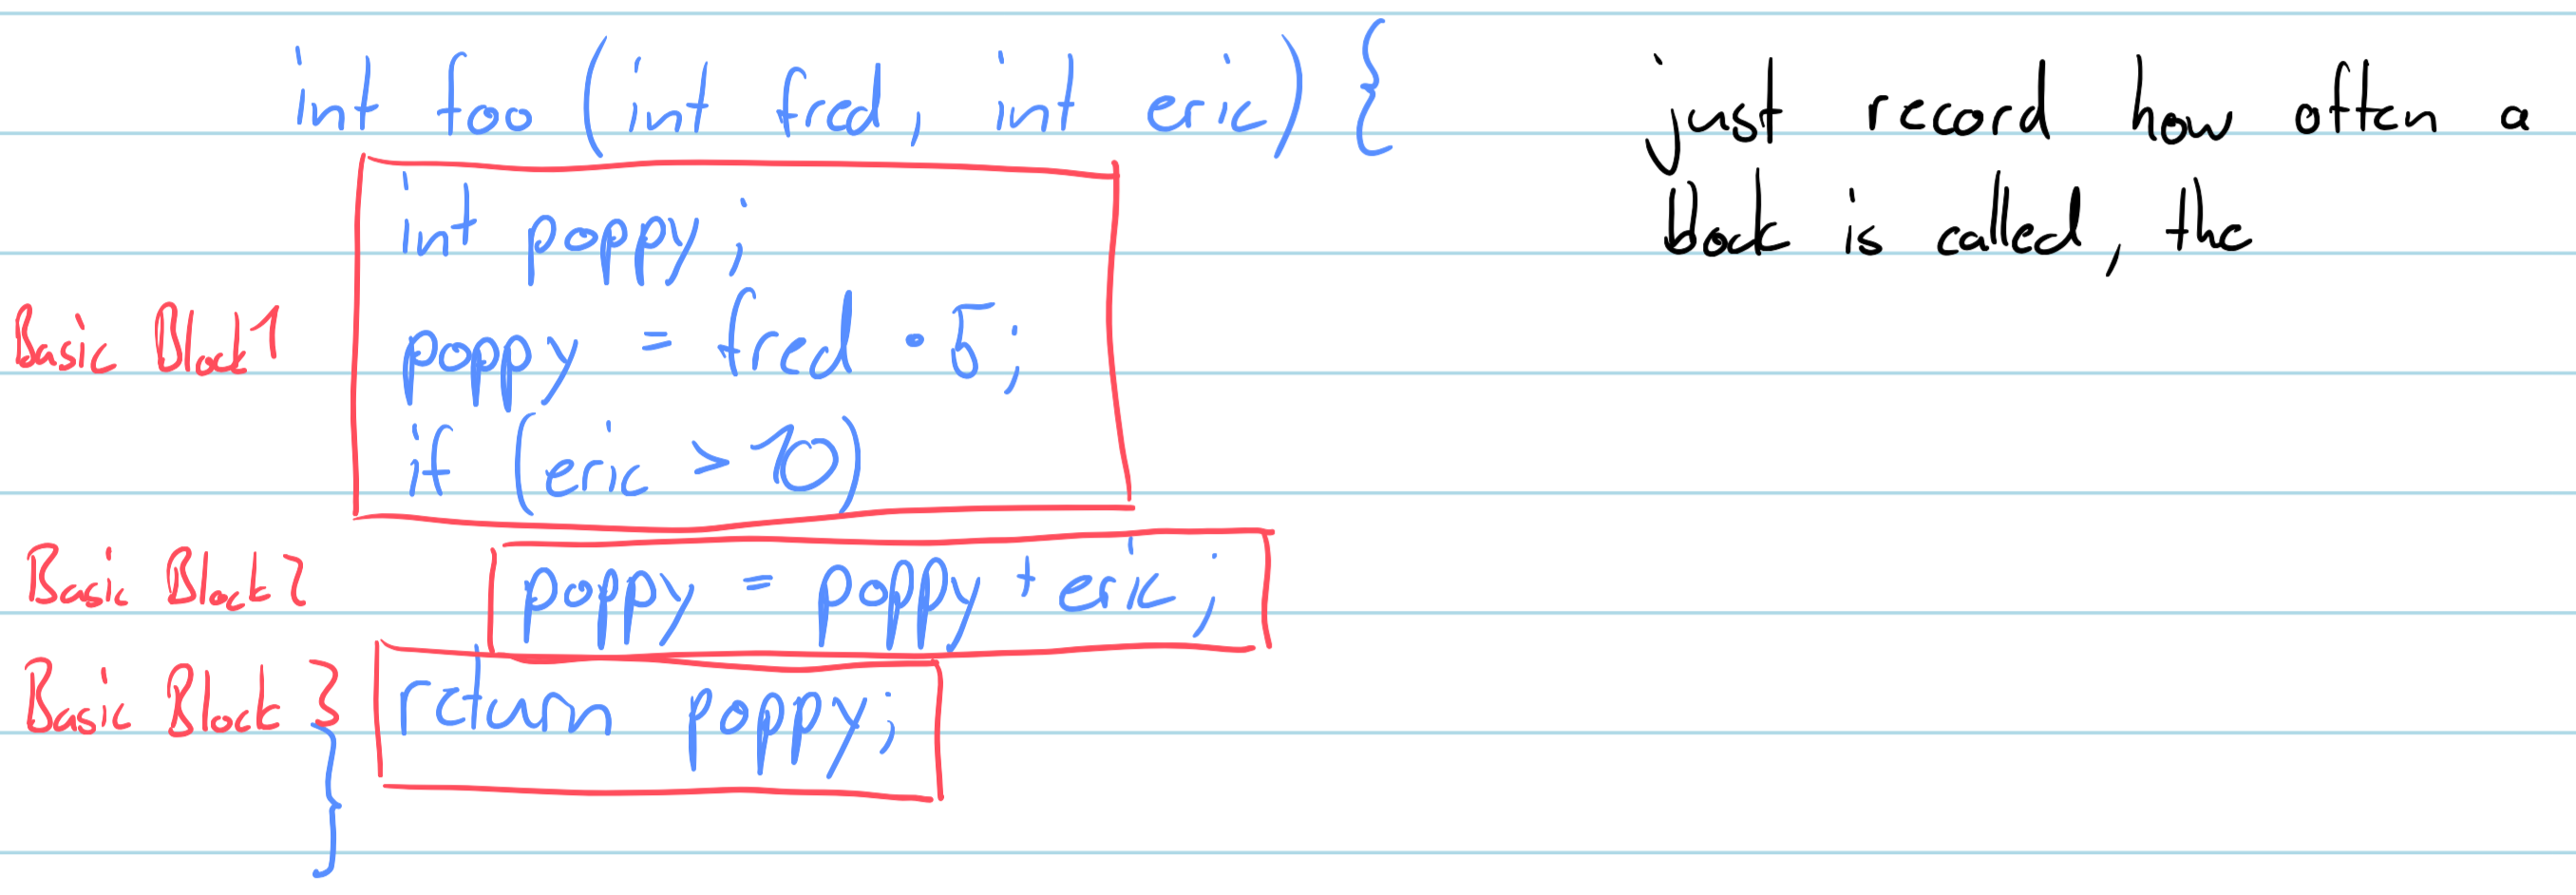 int foo (int fred, int eric) {
int poppy;
Basic Block 1
poppy = fred • 5;
if (eric > 10)
Basic Block 2
poppy = poppy + eric;
Basic Block 3
return poppy;
}
just record how often a
block is called, the